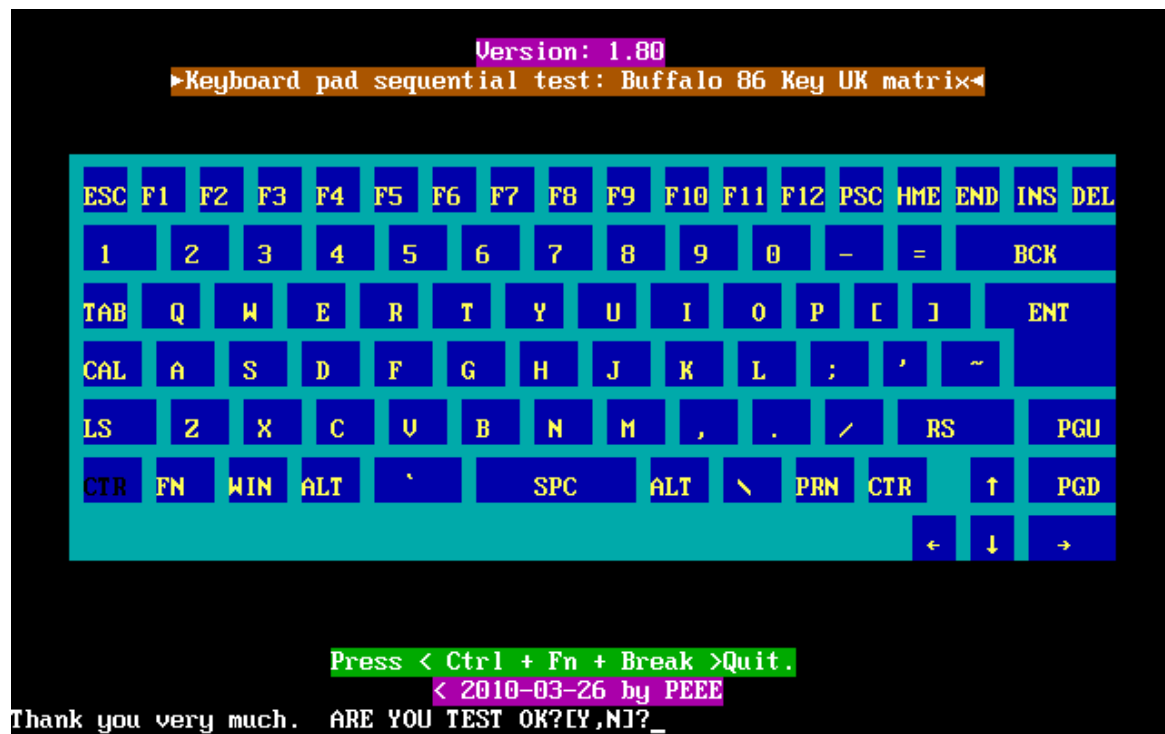 Version: 1.80
►Keyboard pad sequential test: Buffalo 86 Key UK matrix◄
ESC F1 F2 F3 F4 F5 F6 F7 F8 F9 F10 F11 F12 PSC HME END INS DEL
1 2 3 4 5 6 7 8 9 0 - = BCK
TAB Q W E R T Y U I O P [ ] ENT
CAL A S D F G H J K L ; ' ~
LS Z X C V B N M , . / RS PGU
CTR FN WIN ALT ` SPC ALT \ PRN CTR ↑ PGD
← ↓ →
Press < Ctrl + Fn + Break >Quit.
< 2010-03-26 by PEEE
Thank you very much.  ARE YOU TEST OK?[Y,N]?_